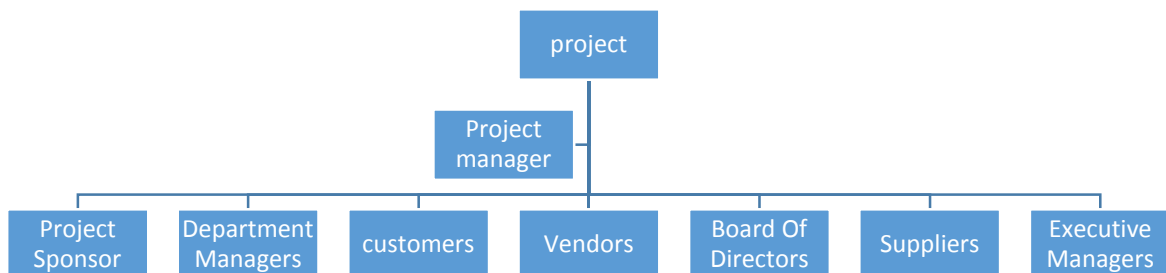 project
Project
manager
Project
Sponsor
Department
Managers
customers
Vendors
Board Of
Directors
Suppliers
Executive
Managers